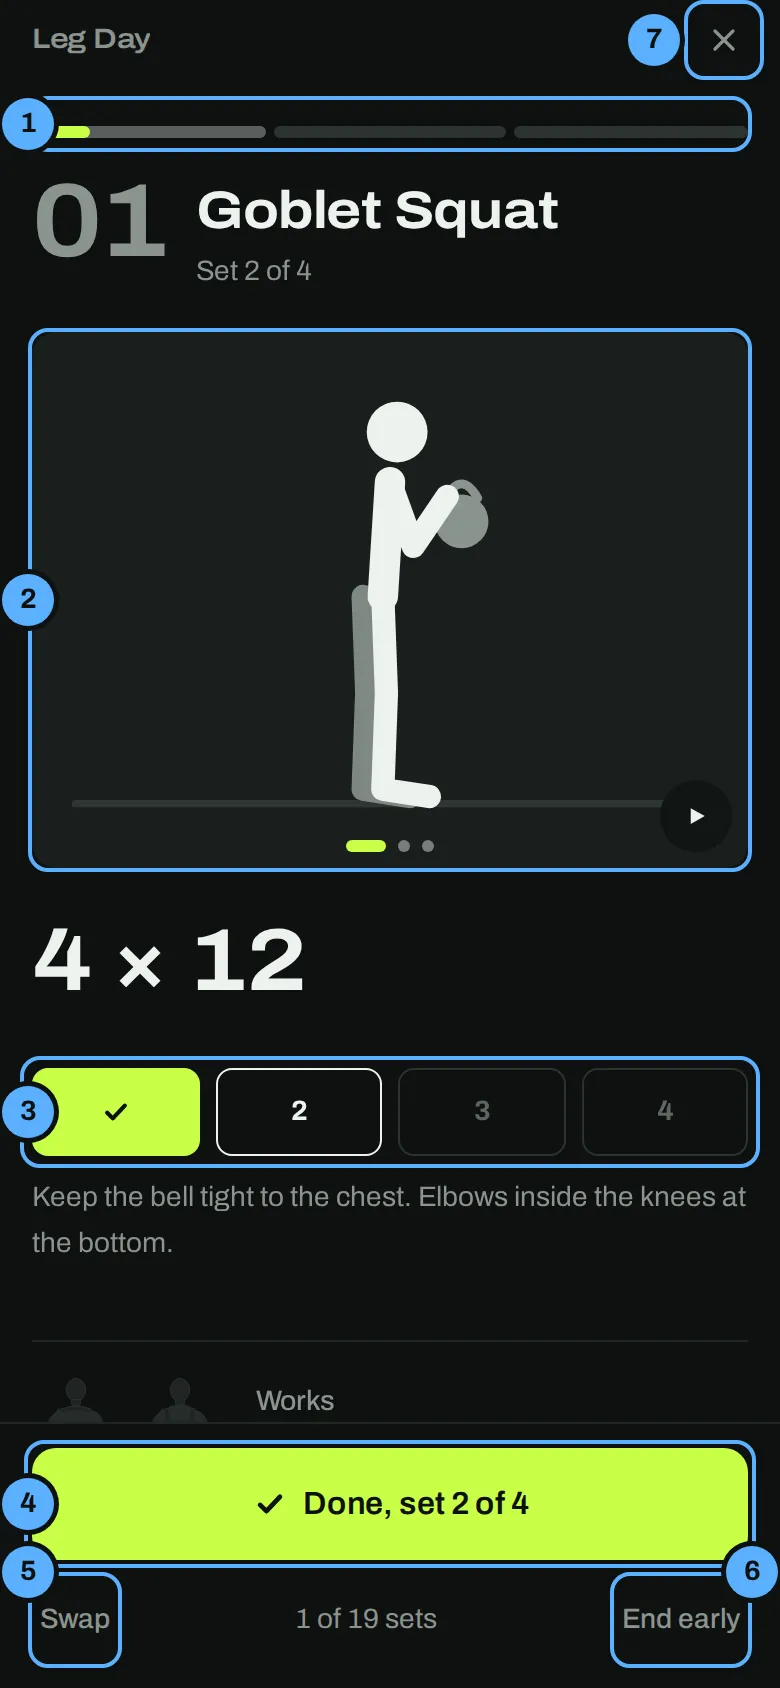 Leg Day
7
1
01
Goblet Squat
Set 2 of 4
2
4 × 12
3
2
3
4
Keep the bell tight to the chest. Elbows inside the knees at
the bottom.
Works
4
Done, set 2 of 4
5
6
Swap
1 of 19 sets
End early